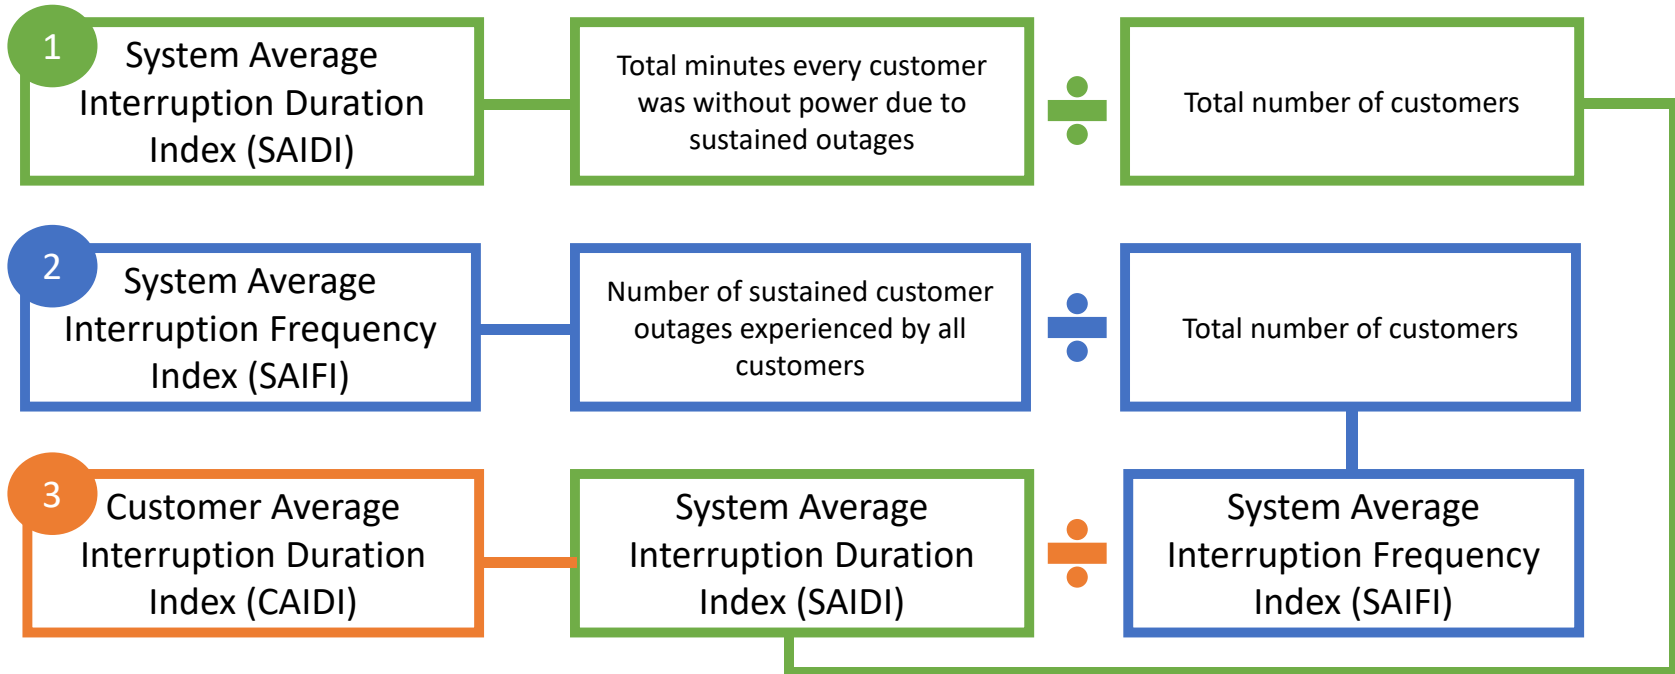 1
System Average
Interruption Duration
Index (SAIDI)
Total minutes every customer
was without power due to
sustained outages
÷
Total number of customers
2
System Average
Interruption Frequency
Index (SAIFI)
Number of sustained customer
outages experienced by all
customers
÷
Total number of customers
3
Customer Average
Interruption Duration
Index (CAIDI)
System Average
Interruption Duration
Index (SAIDI)
÷
System Average
Interruption Frequency
Index (SAIFI)